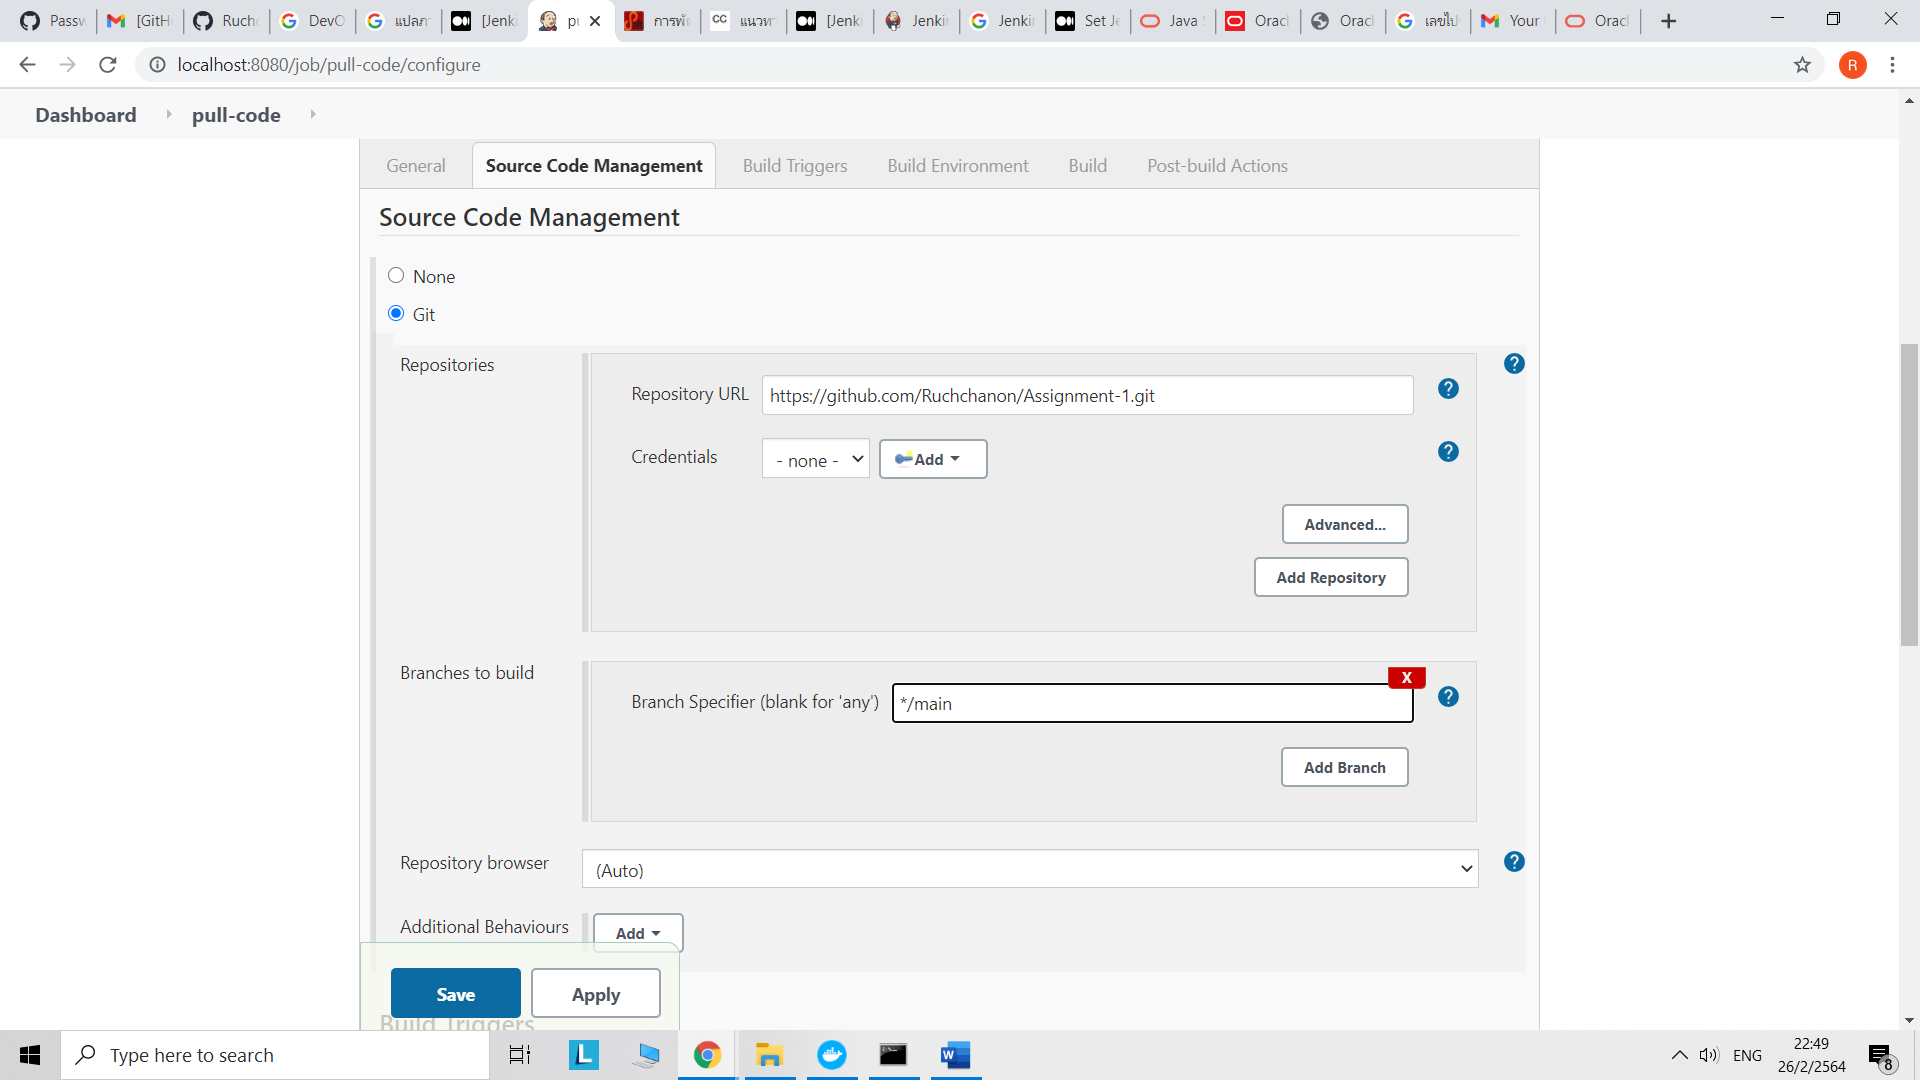 Passw
[GitH
Ruch
DevO
แปลภ
[Jenk
pu
การพั
CC
แนวท
[Jenki
Jenkin
Jenkin
Set Je
Java S
Oracl
Oracl
เลขไป
Your
Oracl
localhost:8080/job/pull-code/configure
R
Dashboard
pull-code
General
Source Code Management
Build Triggers
Build Environment
Build
Post-build Actions
Source Code Management
None
Git
Repositories
Repository URL
https://github.com/Ruchchanon/Assignment-1.git
Credentials
- none -
Add
Advanced...
Add Repository
Branches to build
X
Branch Specifier (blank for 'any')
*/main
Add Branch
Repository browser
(Auto)
Additional Behaviours
Add
Save
Apply
Build Triggers
Type here to search
ENG
22:49
26/2/2564
8